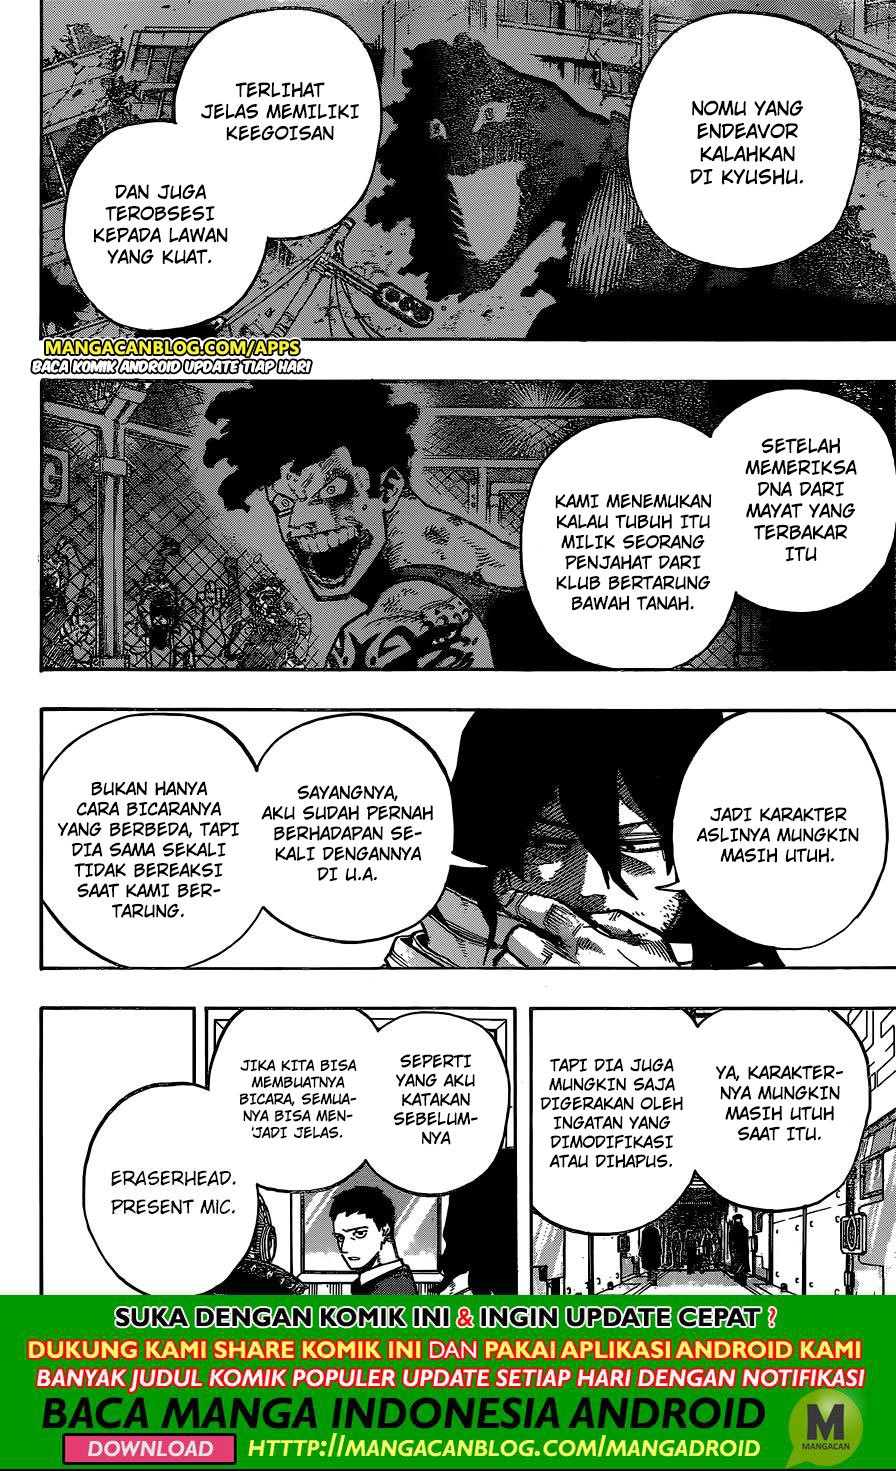 NOMU YANG
ENDEAVOR
KALAHKAN
DI KYUSHU.
TERLIHAT
JELAS MEMILIKI
KEEGOISAN
DAN JUGA
TEROBSESI
KEPADA LAWAN
YANG KUAT.
MANGACANBLOG.COM/APPS
BACA KOMIK ANDROID UPDATE TIAP HARI
SETELAH
MEMERIKSA
DNA DARI
MAYAT YANG
TERBAKAR
ITU
KAMI MENEMUKAN
KALAU TUBUH ITU
MILIK SEORANG
PENJAHAT DARI
KLUB BERTARUNG
BAWAH TANAH.
JADI KARAKTER
ASLINYA MUNGKIN
MASIH UTUH.
SAYANGNYA,
AKU SUDAH PERNAH
BERHADAPAN SE-
KALI DENGANNYA
DI U.A.
BUKAN HANYA
CARA BICARANYA
YANG BERBEDA, TAPI
DIA SAMA SEKALI
TIDAK BEREAKSI
SAAT KAMI BER-
TARUNG.
YA, KARAKTER-
NYA MUNGKIN
MASIH UTUH
SAAT ITU.
TAPI DIA JUGA
MUNGKIN SAJA
DIGERAKAN OLEH
INGATAN YANG
DIMODIFIKASI
ATAU DIHAPUS.
SEPERTI
YANG AKU
KATAKAN
SEBELUM-
NYA
JIKA KITA BISA
MEMBUATNYA
BICARA, SEMUA-
NYA BISA MEN-
'JADI JELAS.
ERASERHEAD.
PRESENT MIC.
SUKA DENGAN KOMIK INI & INGIN UPDATE CEPAT ?
DUKUNG KAMI SHARE KOMIK INI DAN PAKAI APLIKASI ANDROID KAMI
BANYAK JUDUL KOMIK POPULER UPDATE SETIAP HARI DENGAN NOTIFIKASI
BACA MANGA INDONESIA ANDROID
DOWNLOAD HTTTP://MANGACANBLOG.COM/MANGADROID
M
MANGACAN